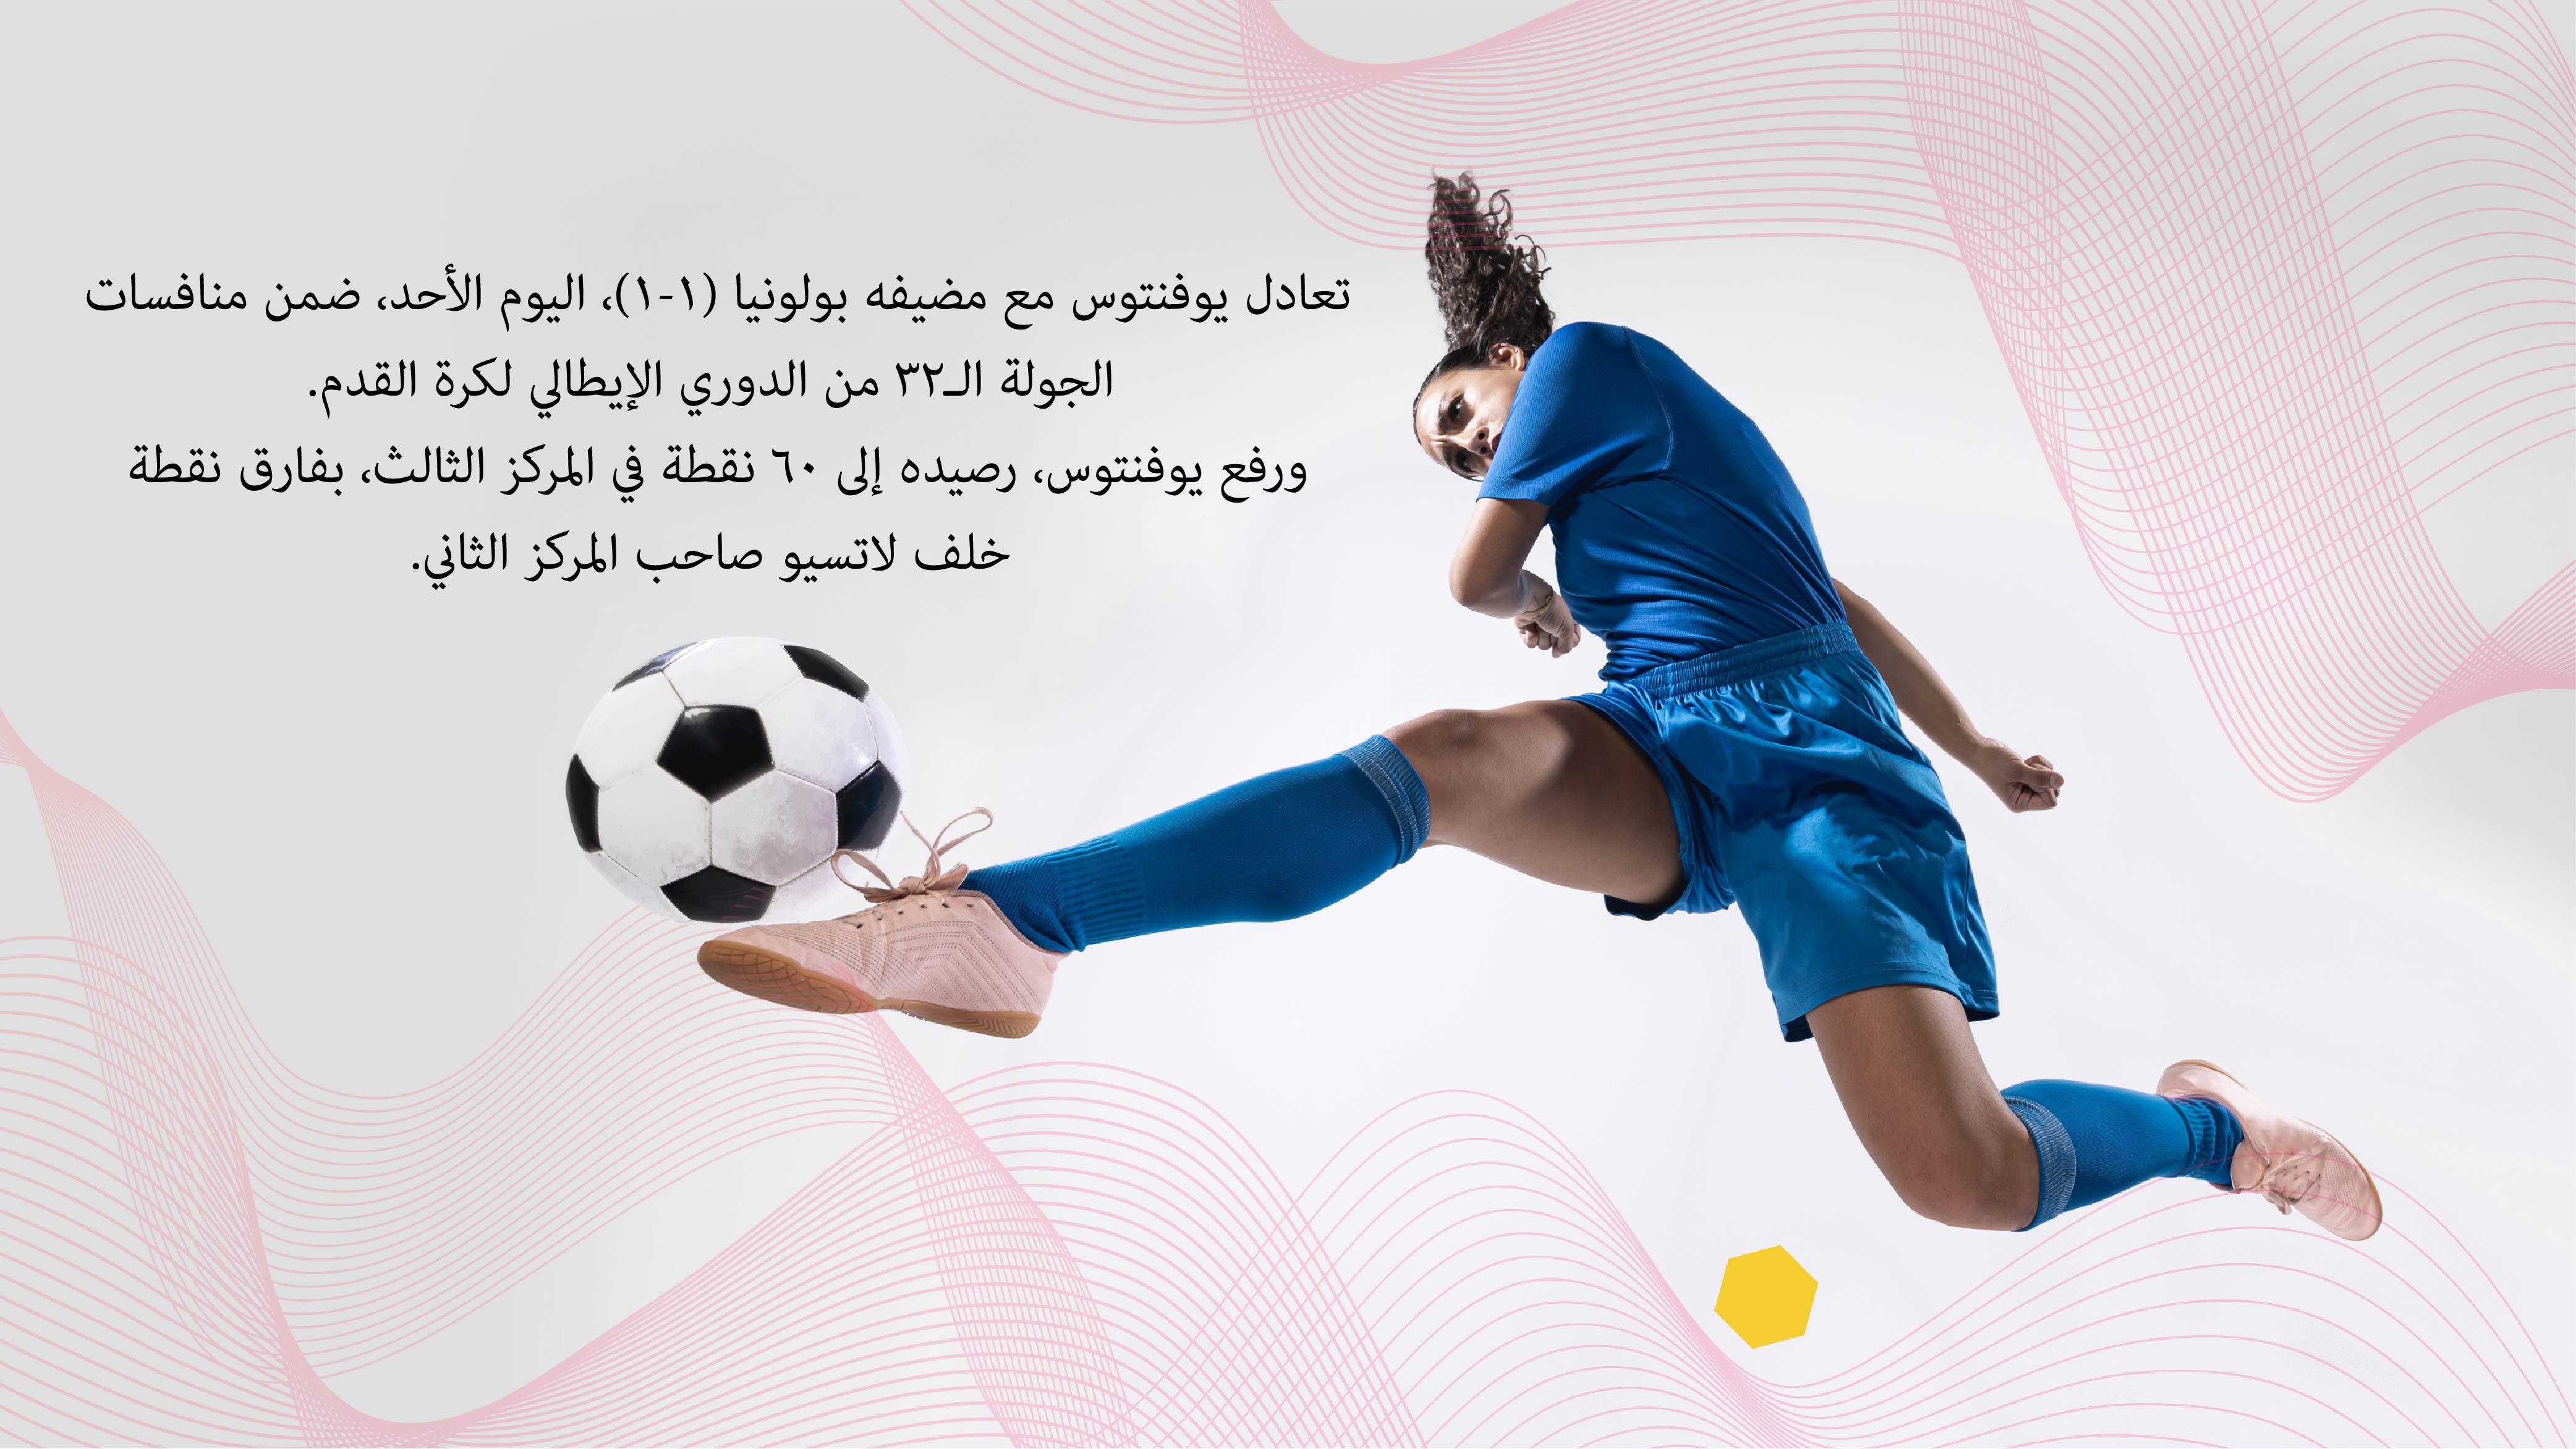 تعادل يوفنتوس مع مضيفه بولونيا (١-١)، اليوم الأحد، ضمن منافسات
الجولة الـ٣٢ من الدوري الإيطالي لكرة القدم.
ورفع يوفنتوس، رصيده إلى ٦٠ نقطة في المركز الثالث، بفارق نقطة
خلف لاتسيو صاحب المركز الثاني.